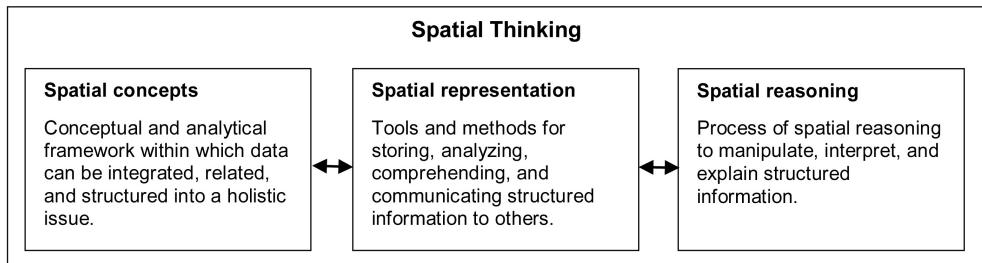 Spatial Thinking
Spatial concepts
Conceptual and analytical
framework within which data
can be integrated, related,
and structured into a holistic
issue.
Spatial representation
Tools and methods for
storing, analyzing,
comprehending, and
communicating structured
information to others.
Spatial reasoning
Process of spatial reasoning
to manipulate, interpret, and
explain structured
information.